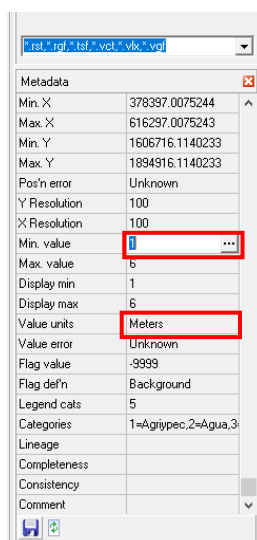 *.rst,*.rgf,*.tsf,*.vct,*.vlx,*.vgf
Metadata
Min. X 378397.0075244
Max. X 616297.0075243
Min. Y 1606716.1140233
Max. Y 1894916.1140233
Pos'n error Unknown
Y Resolution 100
X Resolution 100
Min. value 1 ...
Max. value 6
Display min 1
Display max 6
Value units Meters
Value error Unknown
Flag value -9999
Flag def'n Background
Legend cats 5
Categories 1=Agriypec,2=Agua,3
Lineage
Completeness
Consistency
Comment